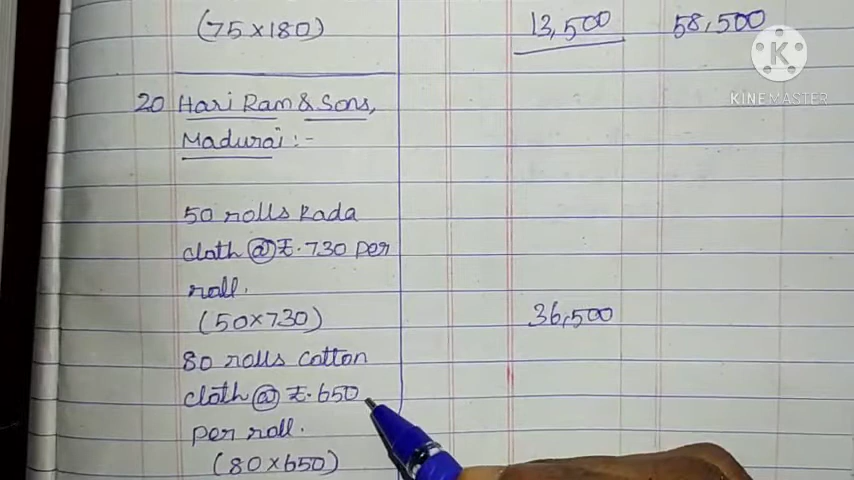 (75×180) 13,500 58,500
KINEMASTER
20 Hari Ram & Sons,
Madurai :-
50 rolls Kada
cloth @ ₹. 730 per
roll.
(50×730) 36,500
80 rolls cotton
cloth @ ₹. 650
per roll.
(80×650)